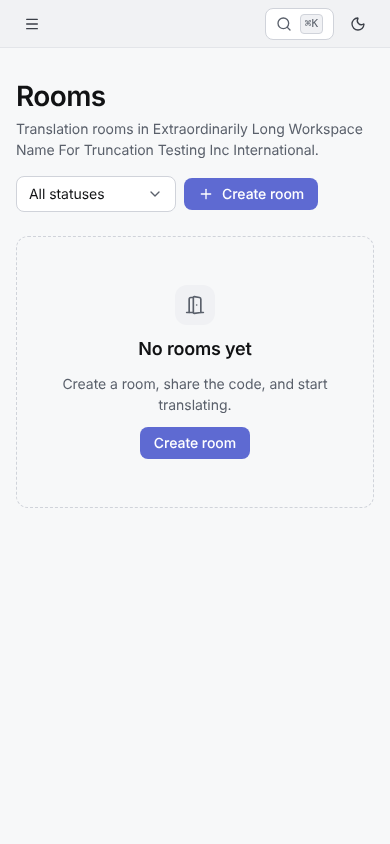 ⌘K
Rooms
Translation rooms in Extraordinarily Long Workspace
Name For Truncation Testing Inc International.
All statuses
Create room
No rooms yet
Create a room, share the code, and start
translating.
Create room